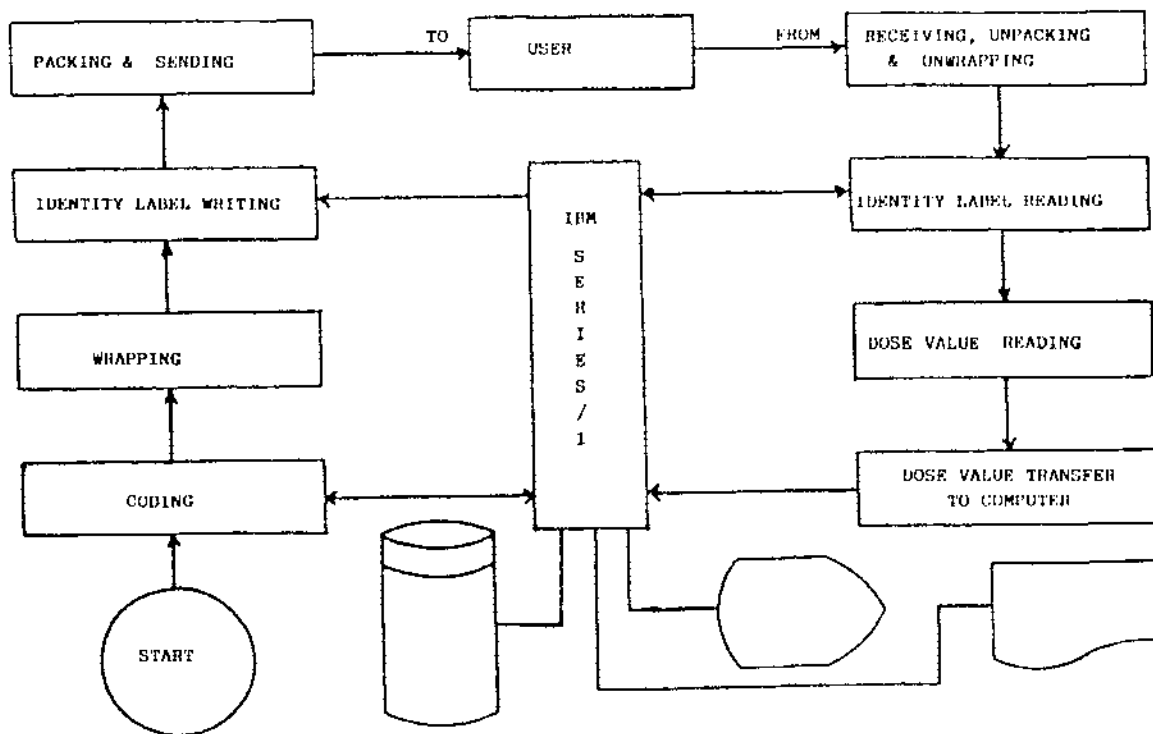 PACKING & SENDING
TO
USER
FROM
RECEIVING, UNPACKING
& UNWRAPPING
IDENTITY LABEL WRITING
IBM
SERIES/1
IDENTITY LABEL READING
WRAPPING
DOSE VALUE READING
CODING
DOSE VALUE TRANSFER
TO COMPUTER
START